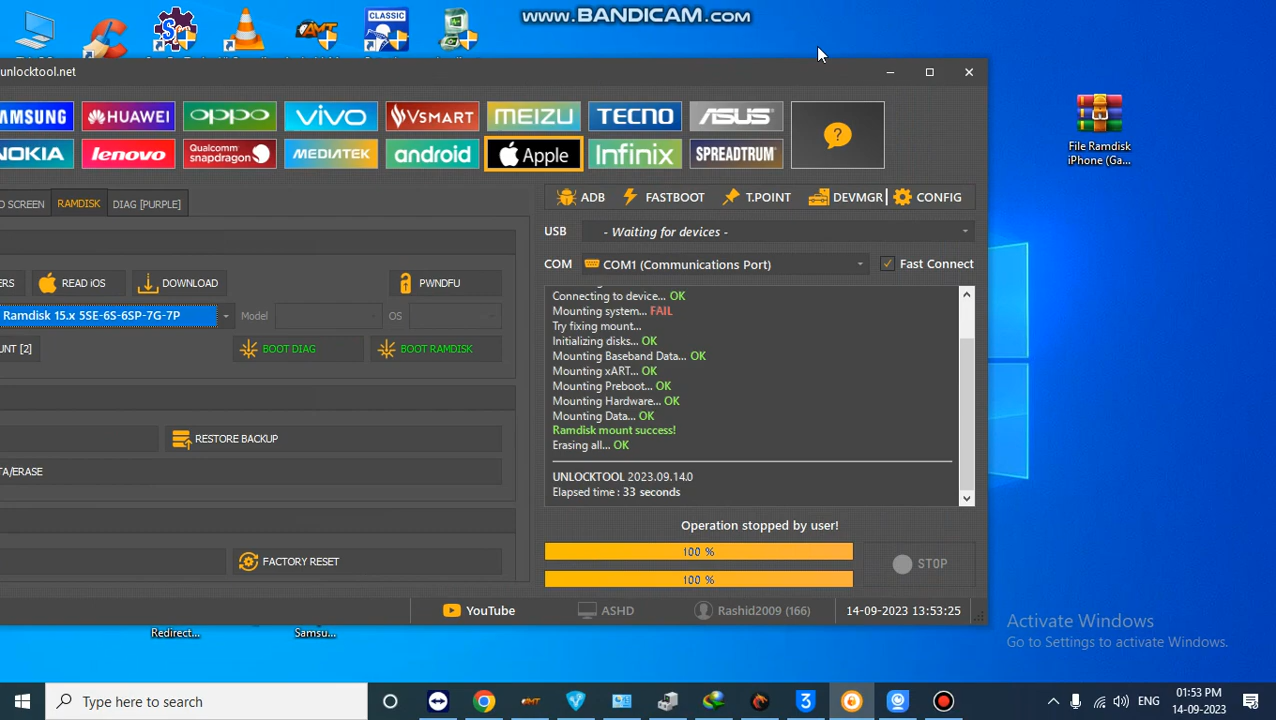 www.BANDICAM.com
CLASSIC
unlocktool.net
AMSUNG
HUAWEI
oppo
vivo
VSMART
MEIZU
TECNO
ASUS
?
NOKIA
lenovo
Qualcomm snapdragon
MEDIATEK
android
Apple
Infinix
SPREADTRUM
File Ramdisk
iPhone (Ga...
D SCREEN
RAMDISK
DIAG [PURPLE]
ADB
FASTBOOT
T.POINT
DEVMGR
CONFIG
USB
- Waiting for devices -
COM
COM1 (Communications Port)
Fast Connect
ERS
READ iOS
DOWNLOAD
PWNDFU
Ramdisk 15.x 5SE-6S-6SP-7G-7P
Model
OS
UNT [2]
BOOT DIAG
BOOT RAMDISK
RESTORE BACKUP
TA/ERASE
FACTORY RESET
Connecting to device... OK
Mounting system... FAIL
Try fixing mount...
Initializing disks... OK
Mounting Baseband Data... OK
Mounting xART... OK
Mounting Preboot... OK
Mounting Hardware... OK
Mounting Data... OK
Ramdisk mount success!
Erasing all... OK
UNLOCKTOOL 2023.09.14.0
Elapsed time : 33 seconds
Operation stopped by user!
100 %
100 %
STOP
YouTube
ASHD
Rashid2009 (166)
14-09-2023 13:53:25
Redirect...
Samsu...
Activate Windows
Go to Settings to activate Windows.
Type here to search
ENG
01:53 PM
14-09-2023